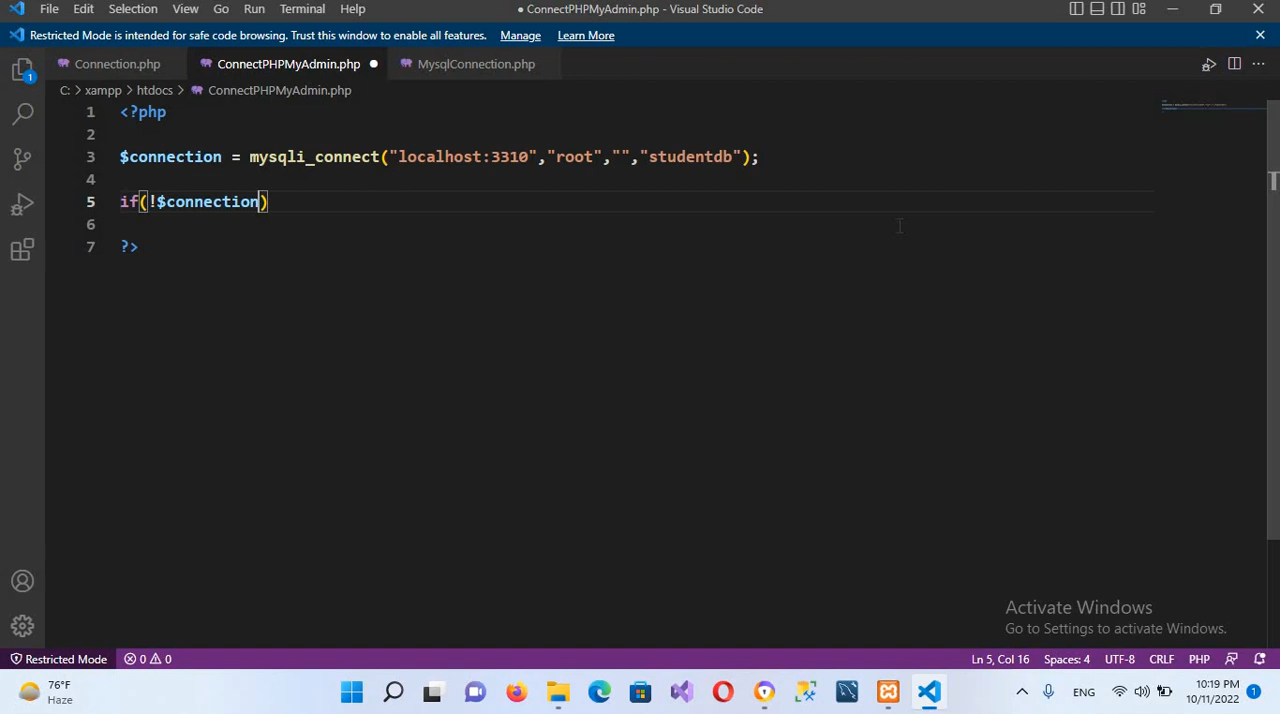 File Edit Selection View Go Run Terminal Help
● ConnectPHPMyAdmin.php - Visual Studio Code
Restricted Mode is intended for safe code browsing. Trust this window to enable all features. Manage Learn More
Connection.php ConnectPHPMyAdmin.php MysqlConnection.php
C: > xampp > htdocs > ConnectPHPMyAdmin.php
1 <?php
2
3 $connection = mysqli_connect("localhost:3310","root","","studentdb");
4
5 if(!$connection)
6
7 ?>
1
Activate Windows
Go to Settings to activate Windows.
Restricted Mode 0 0 Ln 5, Col 16 Spaces: 4 UTF-8 CRLF PHP
76°F
Haze
ENG
10:19 PM
10/11/2022
1